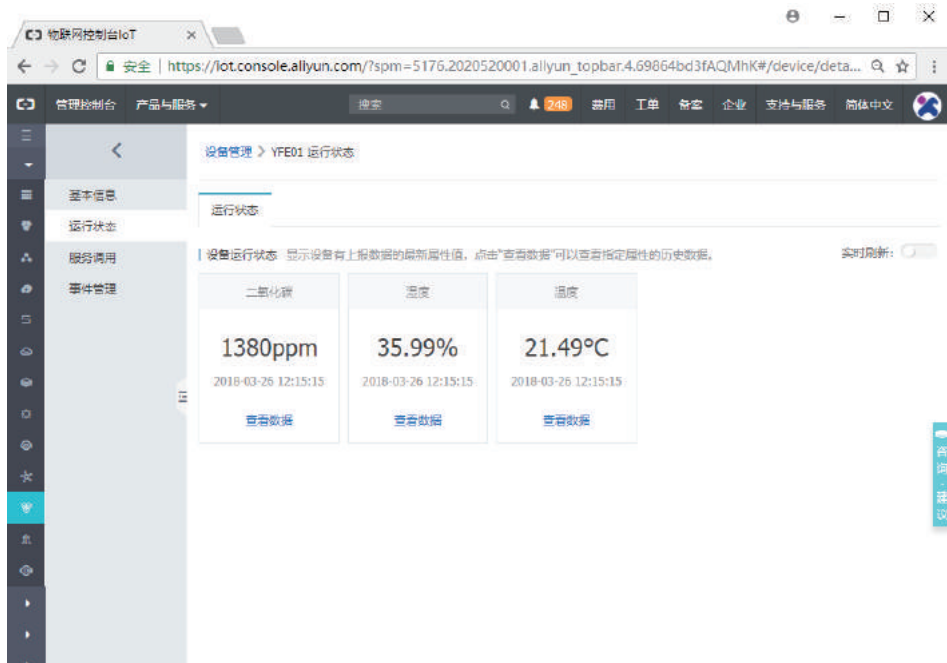 物联网控制台IoT
安全 | https://iot.console.aliyun.com/?spm=5176.2020520001.aliyun_topbar.4.69864bd3fAQMhK#/device/deta...
管理控制台 产品与服务 搜索 248 费用 工单 备案 企业 支持与服务 简体中文
设备管理 > YFE01 运行状态
基本信息
运行状态
服务调用
事件管理
运行状态
设备运行状态 显示设备有上报数据的最新属性值，点击"查看数据"可以查看指定属性的历史数据。 实时刷新：
二氧化碳 湿度 温度
1380ppm 35.99% 21.49°C
2018-03-26 12:15:15 2018-03-26 12:15:15 2018-03-26 12:15:15
查看数据 查看数据 查看数据
咨询·建议